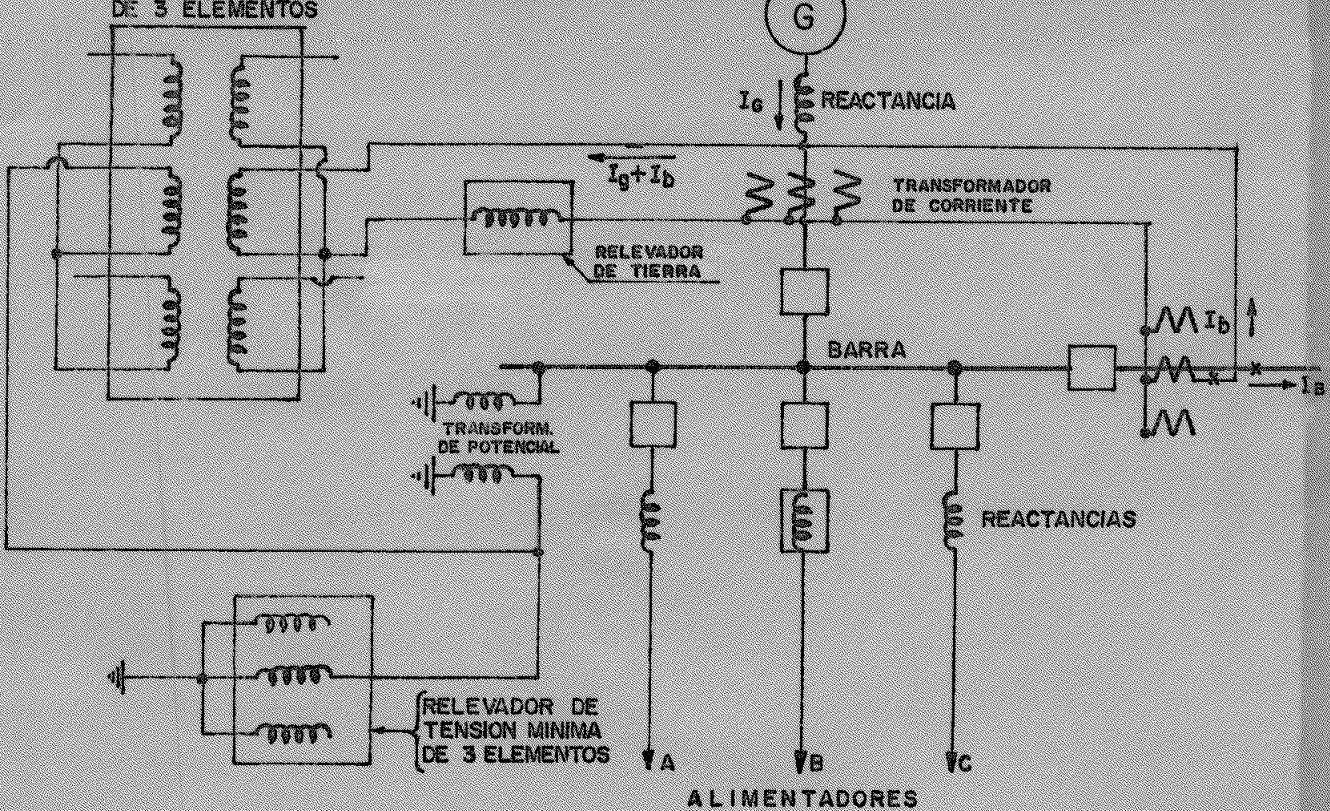 DE 3 ELEMENTOS
G
IG
REACTANCIA
Ig+Ib
TRANSFORMADOR
DE CORRIENTE
RELEVADOR
DE TIERRA
Ib
BARRA
IB
TRANSFORM.
DE POTENCIAL
REACTANCIAS
RELEVADOR DE
TENSION MINIMA
DE 3 ELEMENTOS
A
B
C
ALIMENTADORES